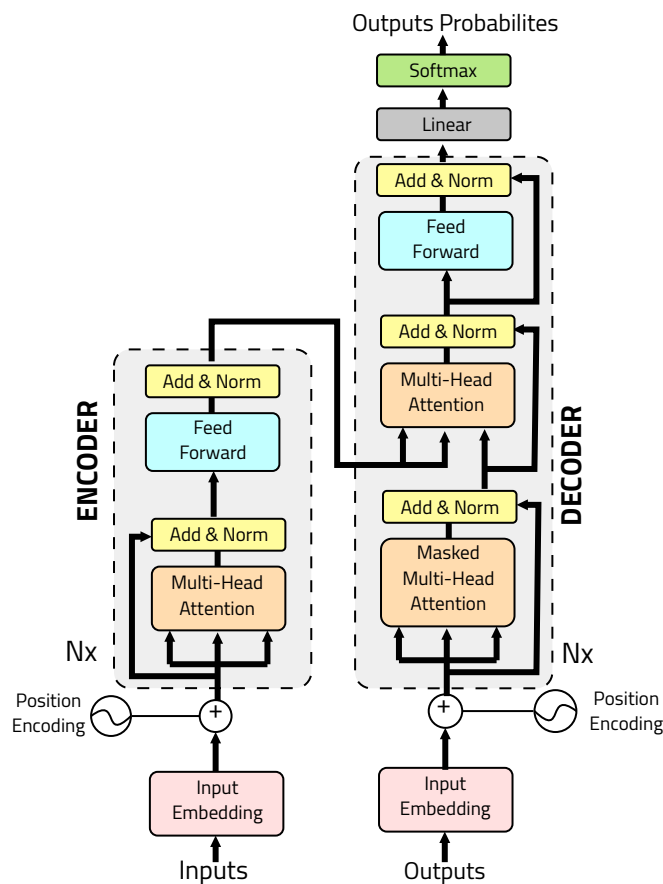 Outputs Probabilites
Softmax
Linear
Add & Norm
Feed
Forward
Add & Norm
Multi-Head
Attention
Add & Norm
Masked
Multi-Head
Attention
DECODER
Nx
Add & Norm
Feed
Forward
Add & Norm
Multi-Head
Attention
ENCODER
Nx
Position
Encoding
+
+
Position
Encoding
Input
Embedding
Input
Embedding
Inputs
Outputs